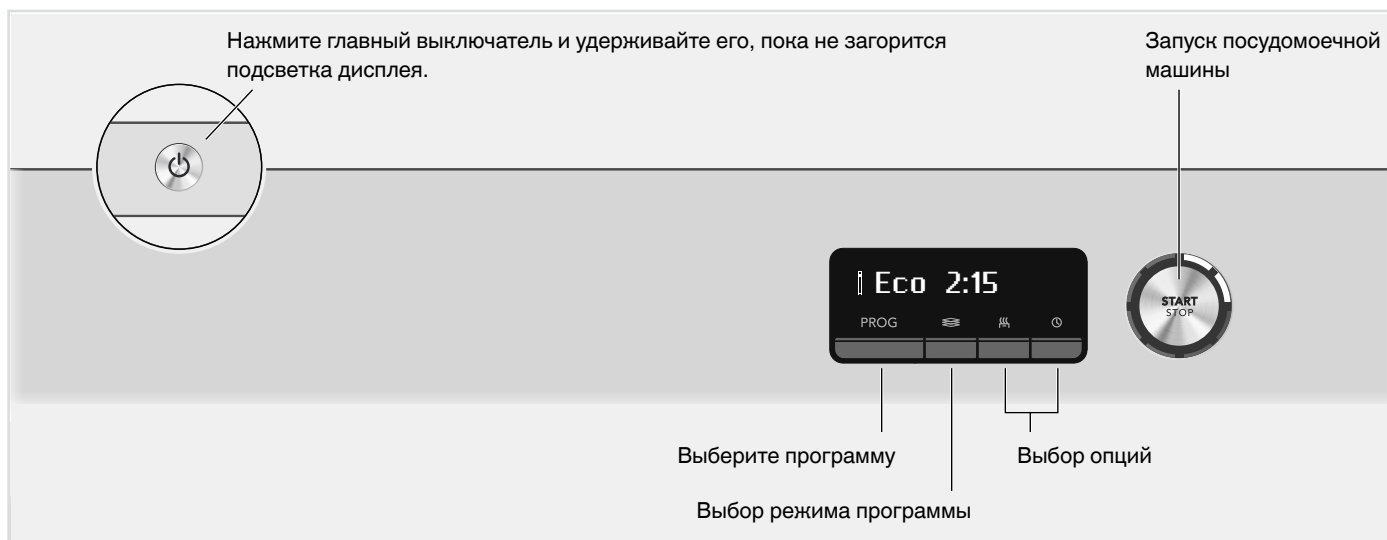 Нажмите главный выключатель и удерживайте его, пока не загорится
подсветка дисплея.
Запуск посудомоечной
машины
Eco 2:15
PROG
START
STOP
Выберите программу
Выбор опций
Выбор режима программы